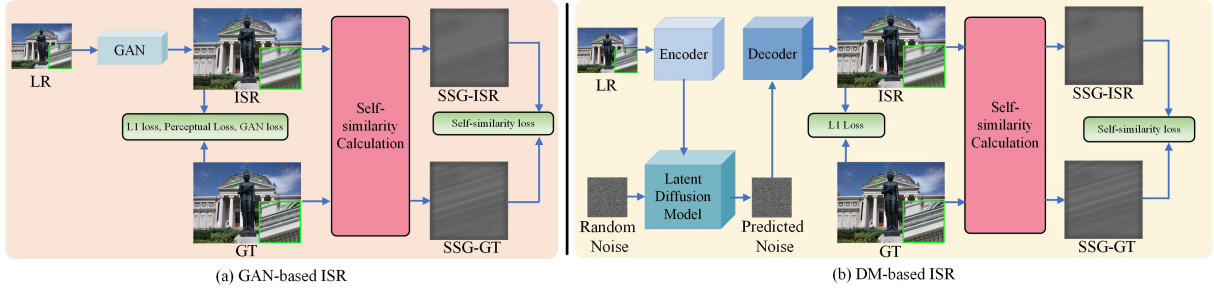 GAN
LR
ISR
L1 loss, Perceptual Loss, GAN loss
GT
Self-
similarity
Calculation
SSG-ISR
Self-similarity loss
SSG-GT
(a) GAN-based ISR
LR
Encoder
Decoder
Latent
Diffusion
Model
Random
Noise
Predicted
Noise
ISR
L1 Loss
GT
Self-
similarity
Calculation
SSG-ISR
Self-similarity loss
SSG-GT
(b) DM-based ISR